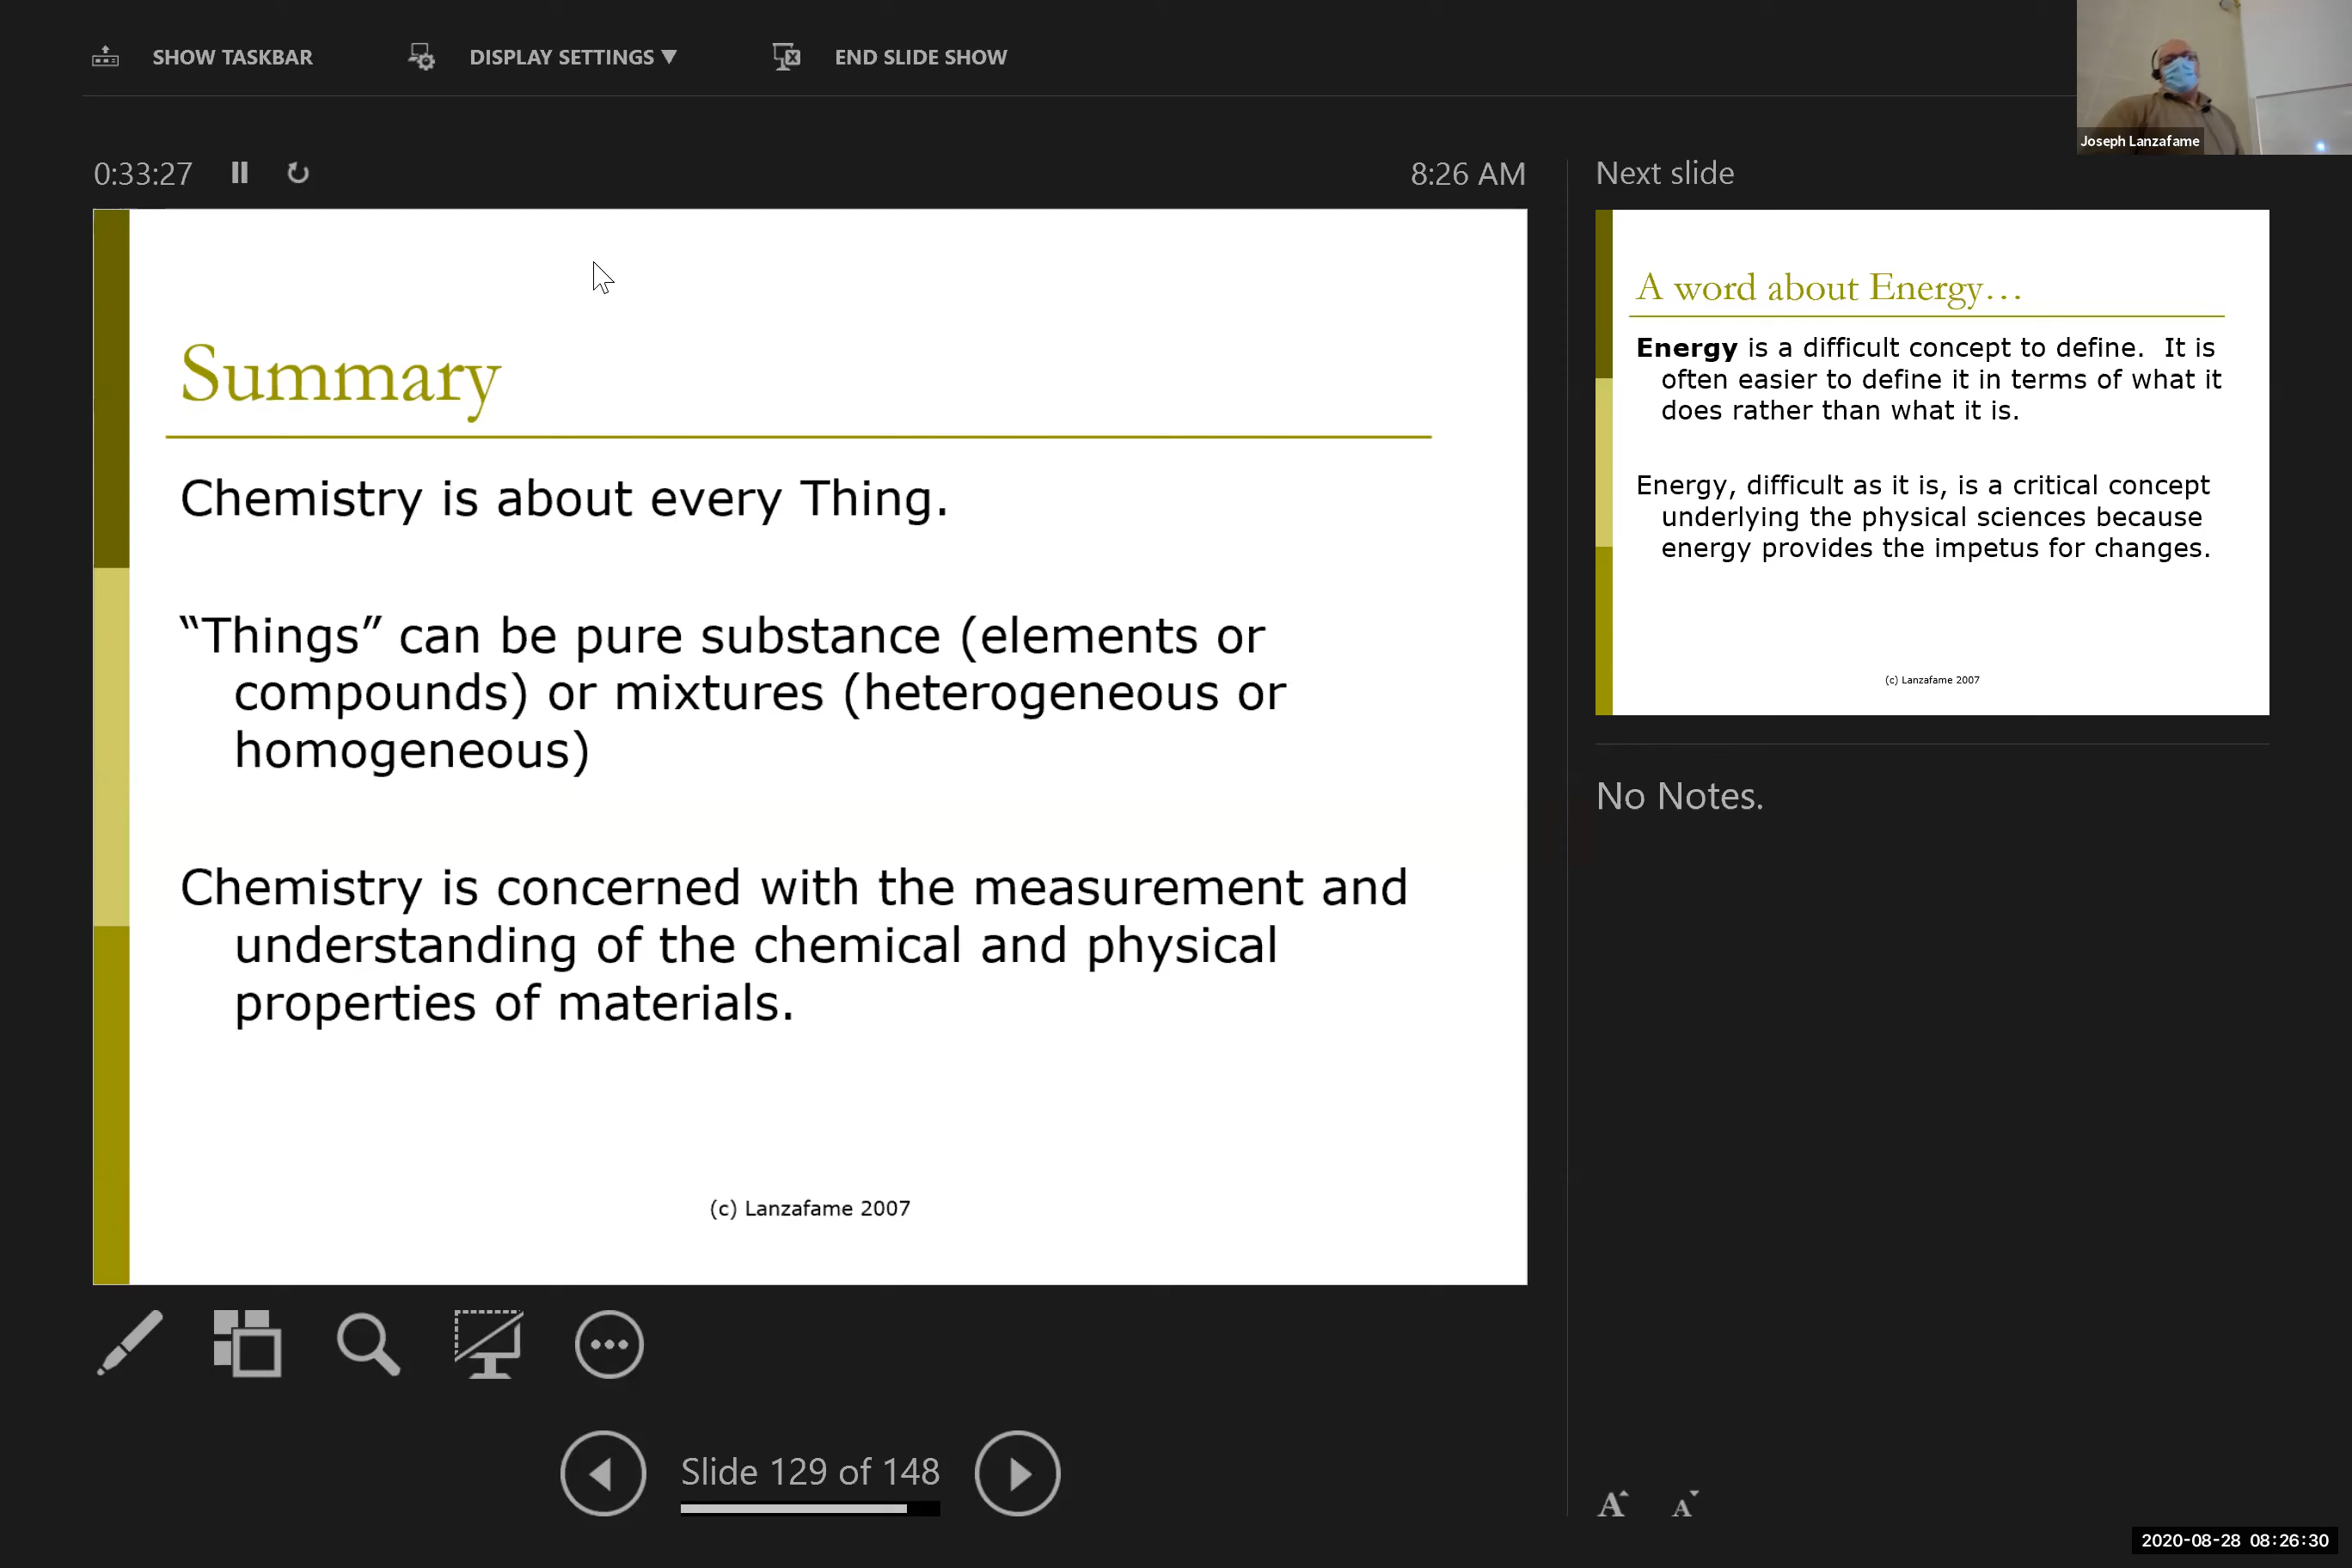 SHOW TASKBAR
DISPLAY SETTINGS ▼
END SLIDE SHOW
Joseph Lanzafame
0:33:27
8:26 AM
Summary
Chemistry is about every Thing.
“Things” can be pure substance (elements or
compounds) or mixtures (heterogeneous or
homogeneous)
Chemistry is concerned with the measurement and
understanding of the chemical and physical
properties of materials.
(c) Lanzafame 2007
Slide 129 of 148
Next slide
A word about Energy...
Energy is a difficult concept to define. It is
often easier to define it in terms of what it
does rather than what it is.
Energy, difficult as it is, is a critical concept
underlying the physical sciences because
energy provides the impetus for changes.
(c) Lanzafame 2007
No Notes.
A A
2020-08-28 08:26:30